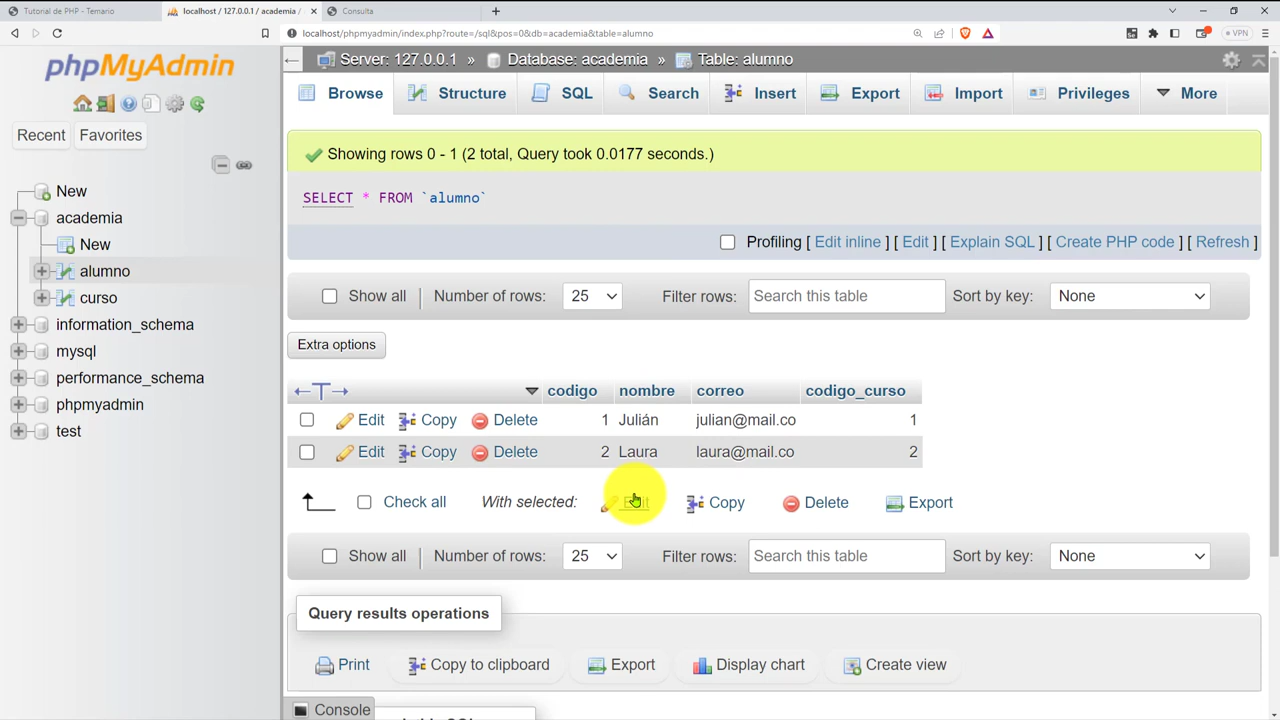 Tutorial de PHP - Temario
localhost / 127.0.0.1 / academia /
Consulta
localhost/phpmyadmin/index.php?route=/sql&pos=0&db=academia&table=alumno
VPN
phpMyAdmin
Recent
Favorites
New
academia
New
alumno
curso
information_schema
mysql
performance_schema
phpmyadmin
test
Server: 127.0.0.1 » Database: academia » Table: alumno
Browse
Structure
SQL
Search
Insert
Export
Import
Privileges
More
Showing rows 0 - 1 (2 total, Query took 0.0177 seconds.)
SELECT * FROM `alumno`
Profiling [ Edit inline ] [ Edit ] [ Explain SQL ] [ Create PHP code ] [ Refresh ]
Show all Number of rows: 25 Filter rows: Search this table Sort by key: None
Extra options
codigo nombre correo codigo_curso
Edit Copy Delete 1 Julián julian@mail.co 1
Edit Copy Delete 2 Laura laura@mail.co 2
Check all With selected: Edit Copy Delete Export
Show all Number of rows: 25 Filter rows: Search this table Sort by key: None
Query results operations
Print Copy to clipboard Export Display chart Create view
Console